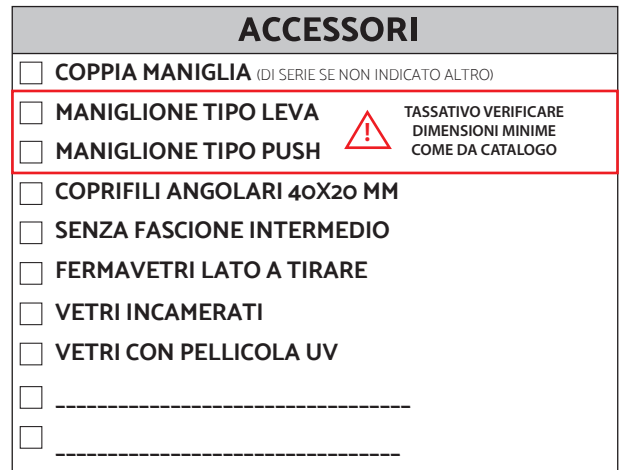 ACCESSORI
COPPIA MANIGLIA (DI SERIE SE NON INDICATO ALTRO)
MANIGLIONE TIPO LEVA
MANIGLIONE TIPO PUSH
! TASSATIVO VERIFICARE
DIMENSIONI MINIME
COME DA CATALOGO
COPRIFILI ANGOLARI 40X20 MM
SENZA FASCIONE INTERMEDIO
FERMAVETRI LATO A TIRARE
VETRI INCAMERATI
VETRI CON PELLICOLA UV
__________________________________
_________________________________